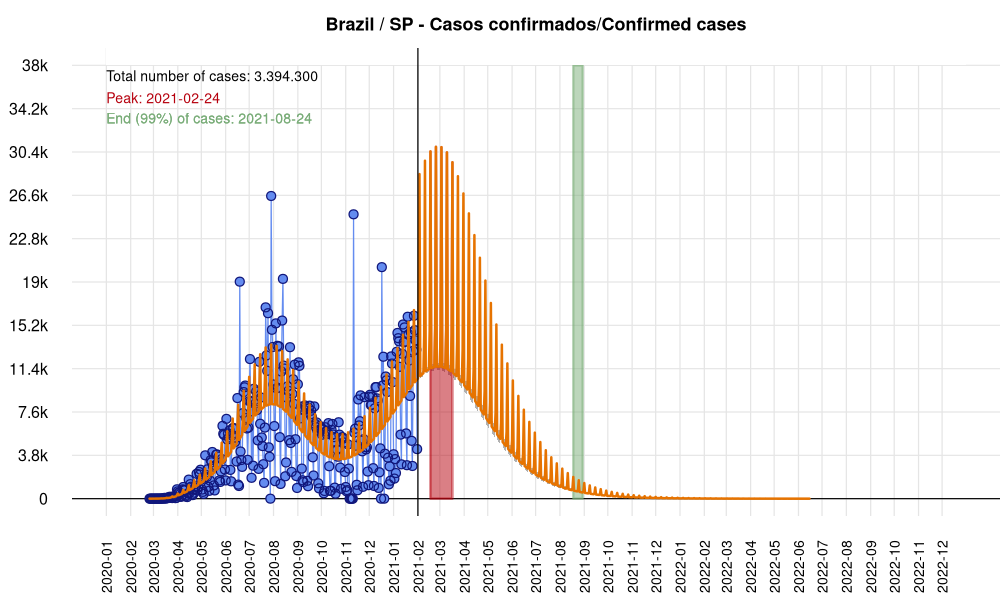 Brazil / SP - Casos confirmados/Confirmed cases
Total number of cases: 3.394.300
Peak: 2021-02-24
End (99%) of cases: 2021-08-24
38k
34.2k
30.4k
26.6k
22.8k
19k
15.2k
11.4k
7.6k
3.8k
0
2020-01
2020-02
2020-03
2020-04
2020-05
2020-06
2020-07
2020-08
2020-09
2020-10
2020-11
2020-12
2021-01
2021-02
2021-03
2021-04
2021-05
2021-06
2021-07
2021-08
2021-09
2021-10
2021-11
2021-12
2022-01
2022-02
2022-03
2022-04
2022-05
2022-06
2022-07
2022-08
2022-09
2022-10
2022-11
2022-12